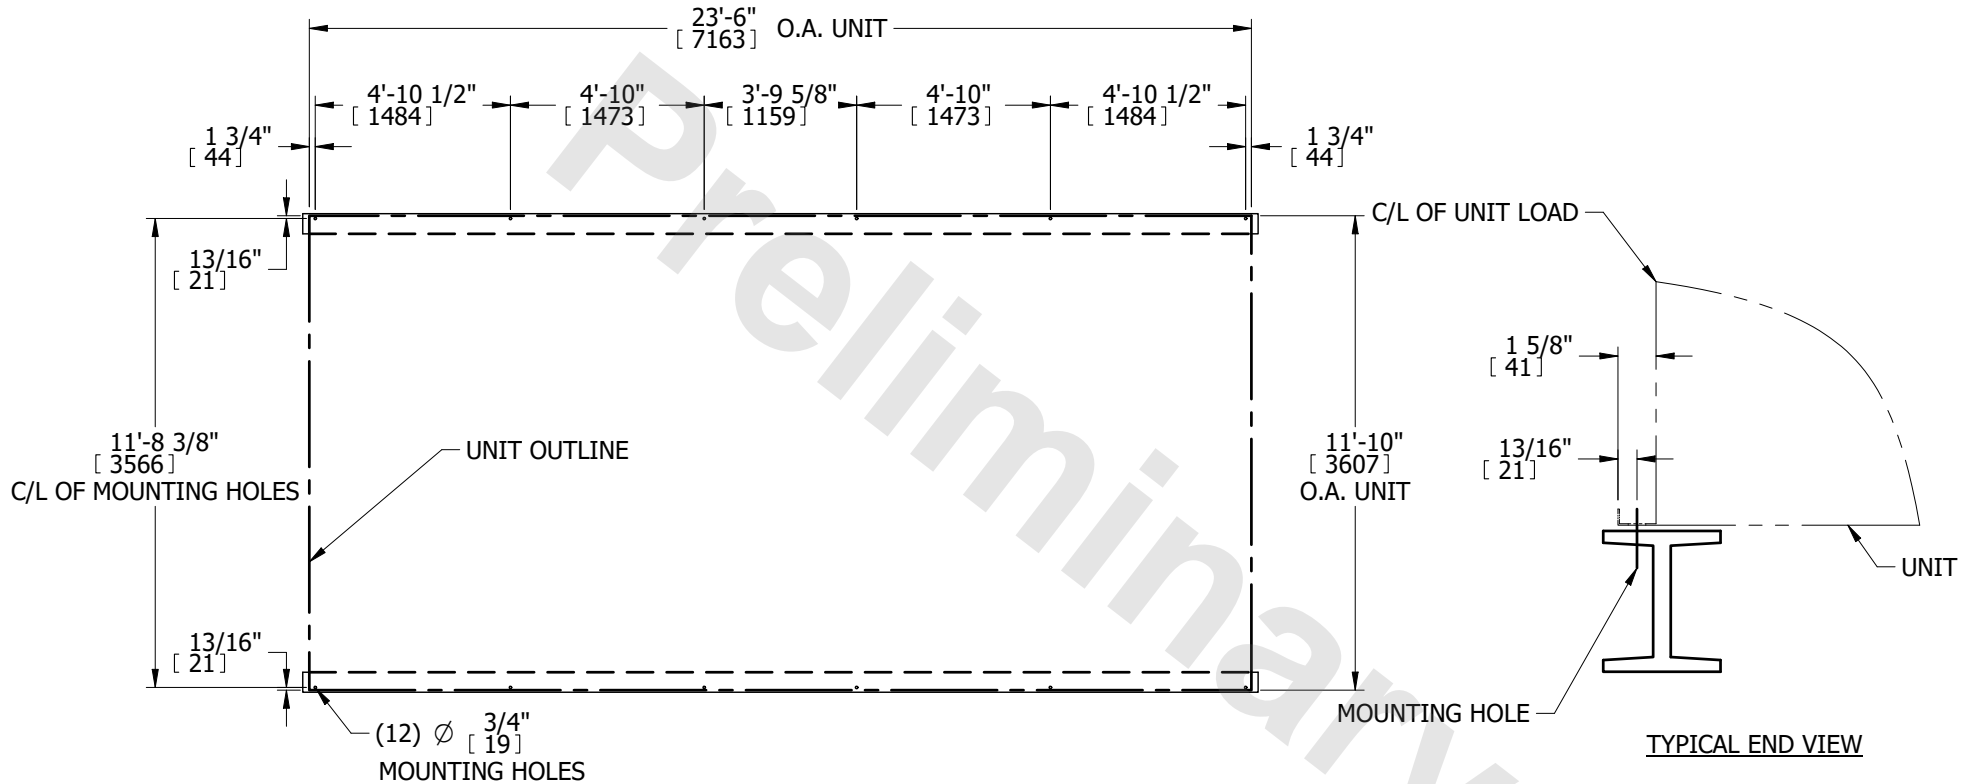 23'-6"
[ 7163] O.A. UNIT
4'-10 1/2"
[ 1484]
4'-10"
[ 1473]
3'-9 5/8"
[ 1159]
4'-10"
[ 1473]
4'-10 1/2"
[ 1484]
1 3/4"
[ 44]
1 3/4"
[ 44]
13/16"
[ 21]
11'-8 3/8"
[ 3566]
C/L OF MOUNTING HOLES
UNIT OUTLINE
11'-10"
[ 3607]
O.A. UNIT
13/16"
[ 21]
(12) Ø 3/4"
[ 19]
MOUNTING HOLES
C/L OF UNIT LOAD
1 5/8"
[ 41]
13/16"
[ 21]
UNIT
MOUNTING HOLE
TYPICAL END VIEW
Preliminary